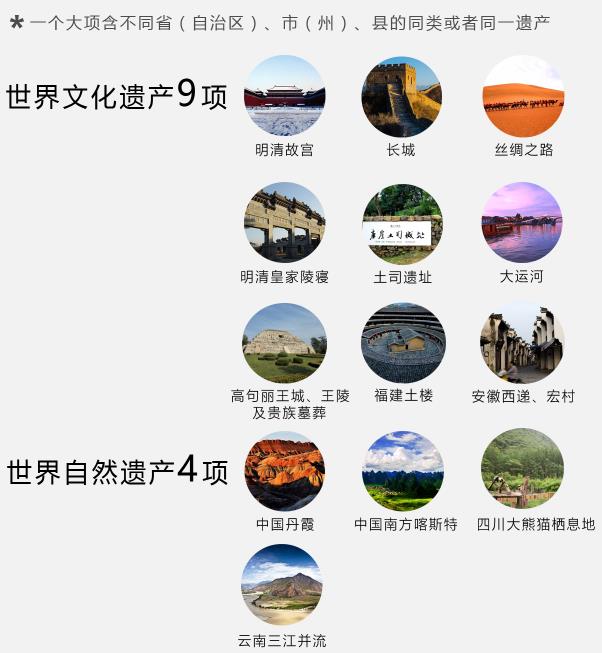 *一个大项含不同省（自治区）、市（州）、县的同类或者同一遗产
世界文化遗产9项
明清故宫
长城
丝绸之路
明清皇家陵寝
土司遗址
大运河
高句丽王城、王陵
及贵族墓葬
福建土楼
安徽西递、宏村
世界自然遗产4项
中国丹霞
中国南方喀斯特
四川大熊猫栖息地
云南三江并流